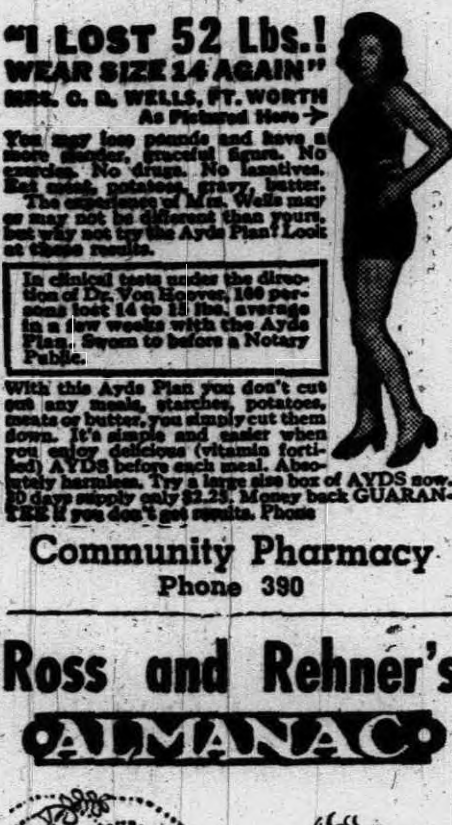 "I LOST 52 Lbs.!
WEAR SIZE 14 AGAIN"
MRS. C. D. WELLS, FT. WORTH
As Pictured Here
You may lose pounds and have a
more slender, graceful figure. No
exercise. No drugs. No laxatives.
Eat meat, potatoes, gravy, butter.
The experience of Mrs. Wells may
or may not be different than yours,
but why not try the Ayds Plan? Look
at these results.
In clinical tests under the direc-
tion of Dr. Von Hoover, 100 per-
sons lost 14 to 15 lbs. average
in a few weeks with the Ayds
Plan. Sworn to before a Notary
Public.
With this Ayds Plan you don't cut
out any meals, starches, potatoes,
meats or butter, you simply cut them
down. It's simple and easier when
you enjoy delicious (vitamin forti-
fied) AYDS before each meal. Abso-
lutely harmless. Try a large size box of AYDS now.
30 days supply only $2.25. Money back GUARAN-
TEE if you don't get results. Phone
Community Pharmacy
Phone 390
Ross and Rehner's
ALMANAC